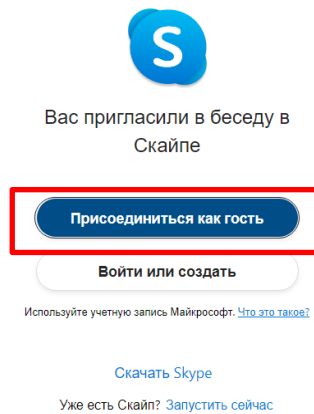 Вас пригласили в беседу в
Скайпе
Присоединиться как гость
Войти или создать
Используйте учетную запись Майкрософт. Что это такое?
Скачать Skype
Уже есть Скайп? Запустить сейчас